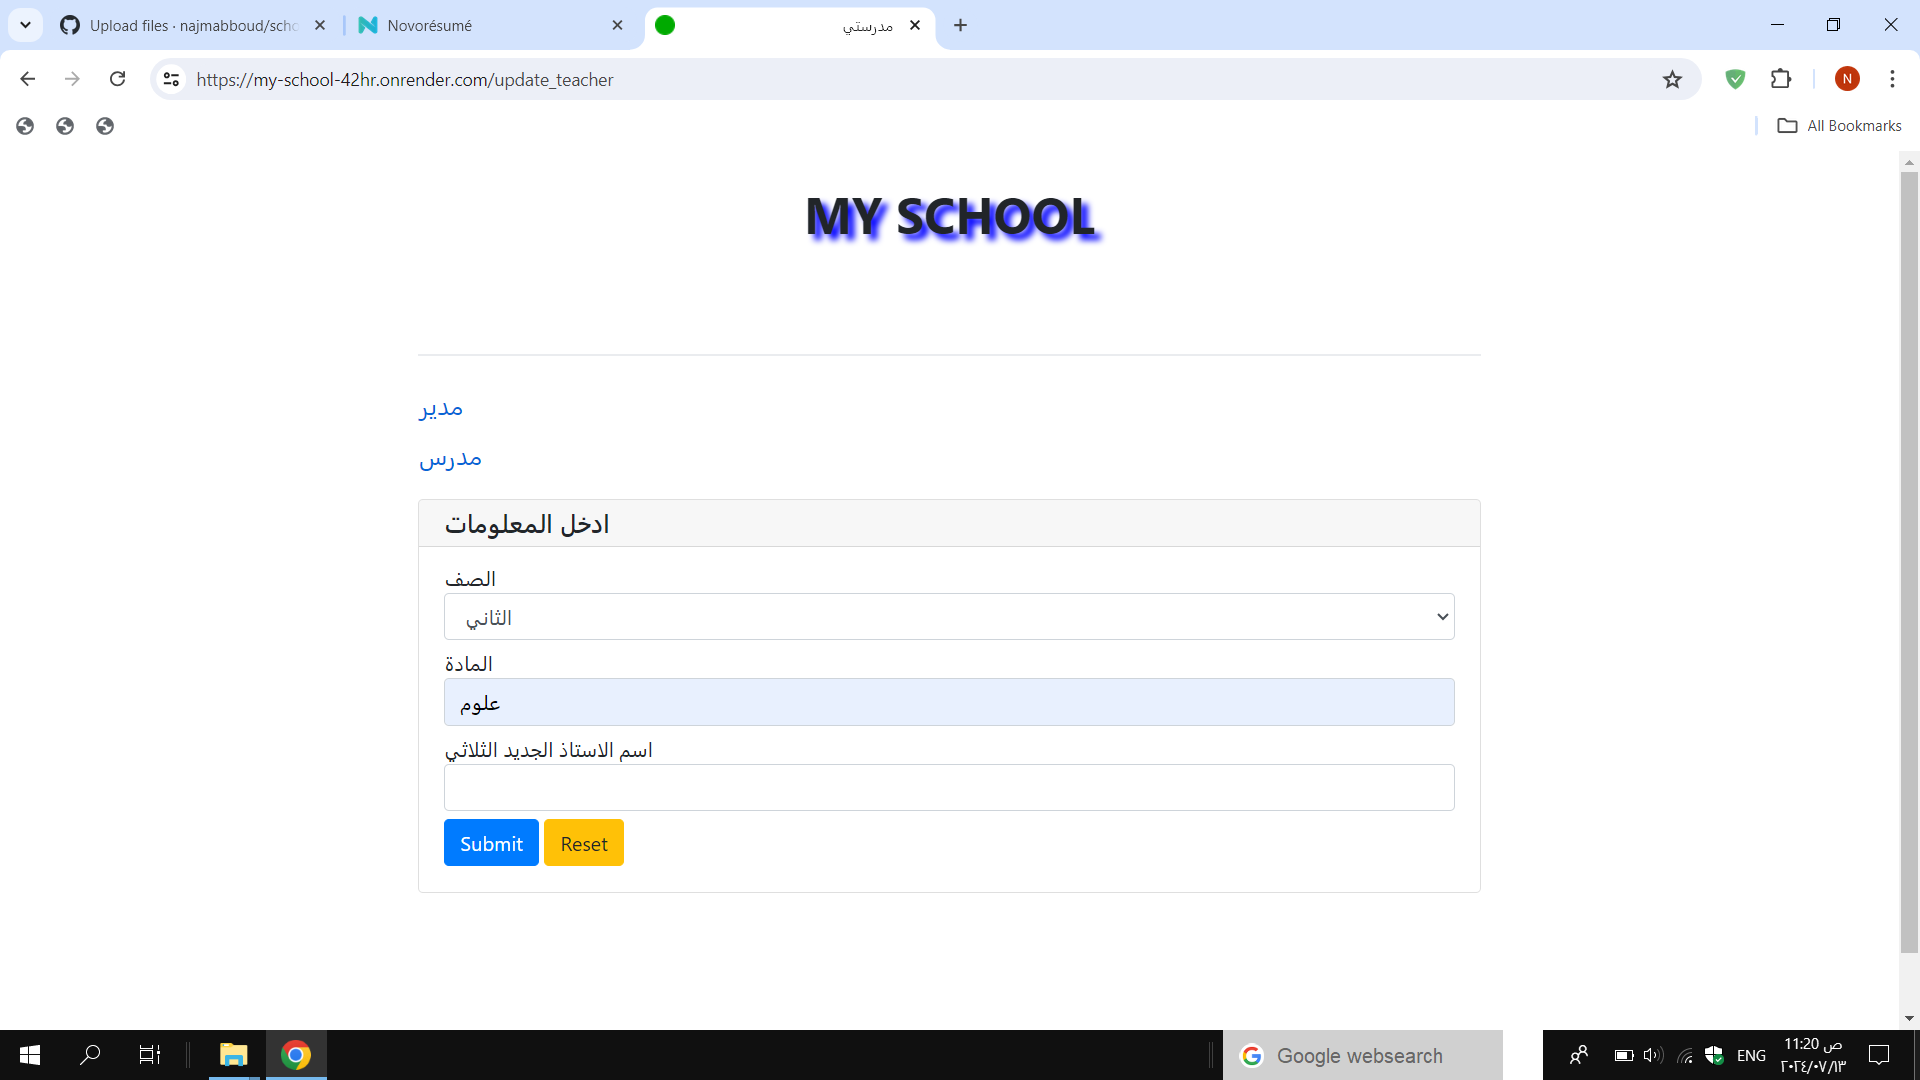 Upload files · najmabboud/scho
Novorésumé
مدرستي
https://my-school-42hr.onrender.com/update_teacher
N
All Bookmarks
MY SCHOOL
مدير
مدرس
ادخل المعلومات
الصف
الثاني
المادة
علوم
اسم الاستاذ الجديد الثلاثي
Submit
Reset
Google websearch
ENG
11:20 ص
٢٠٢٤/٠٧/١٣